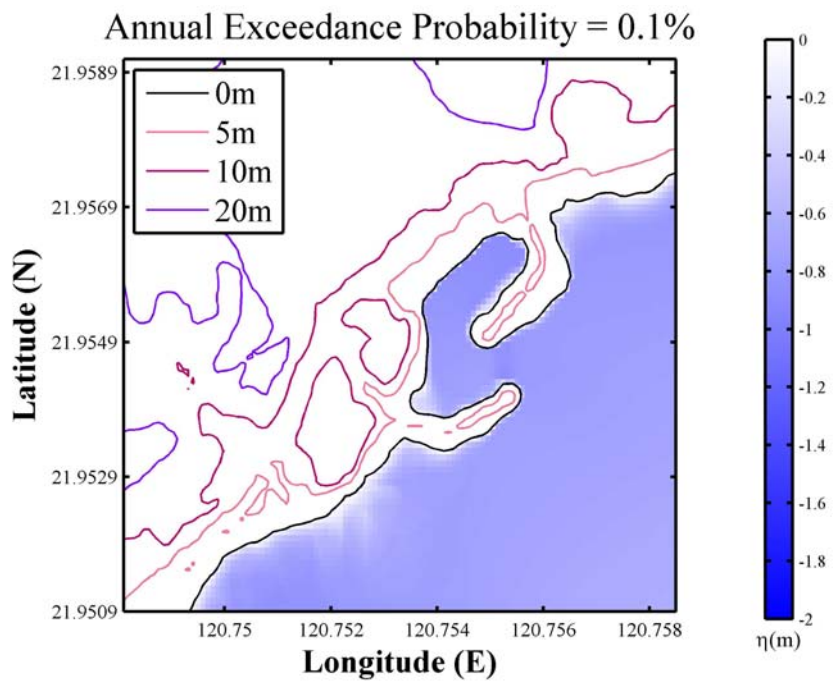 Annual Exceedance Probability = 0.1%
0m
5m
10m
20m
21.9589
21.9569
21.9549
21.9529
21.9509
Latitude (N)
120.75
120.752
120.754
120.756
120.758
Longitude (E)
0
-0.2
-0.4
-0.6
-0.8
-1
-1.2
-1.4
-1.6
-1.8
-2
η(m)